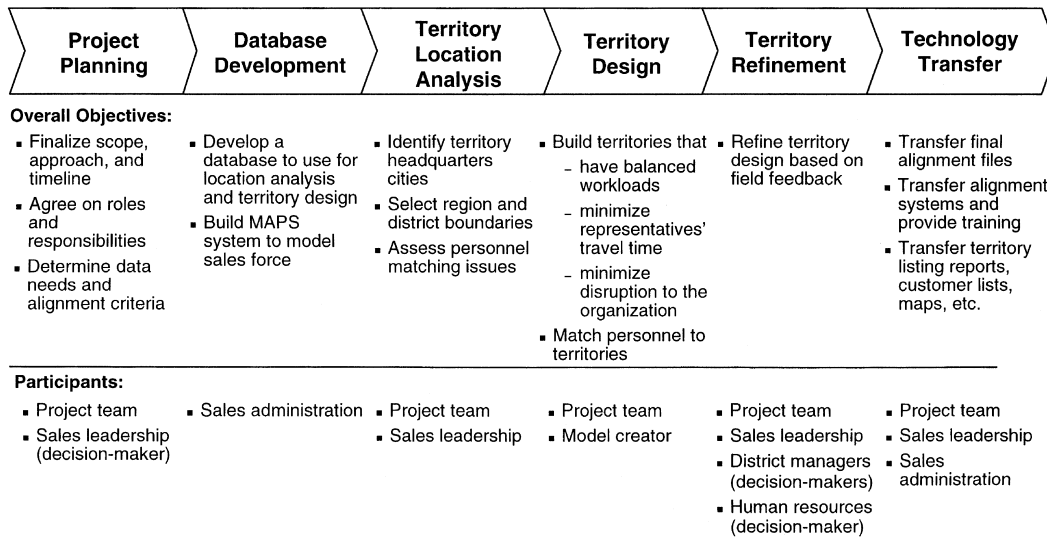 Project
Planning
Database
Development
Territory
Location
Analysis
Territory
Design
Territory
Refinement
Technology
Transfer
Overall Objectives:
▪ Finalize scope,
approach, and
timeline
▪ Agree on roles
and
responsibilities
▪ Determine data
needs and
alignment criteria
▪ Develop a
database to use for
location analysis
and territory design
▪ Build MAPS
system to model
sales force
▪ Identify territory
headquarters
cities
▪ Select region and
district boundaries
▪ Assess personnel
matching issues
▪ Build territories that
– have balanced
workloads
– minimize
representatives'
travel time
– minimize
disruption to the
organization
▪ Match personnel to
territories
▪ Refine territory
design based on
field feedback
▪ Transfer final
alignment files
▪ Transfer alignment
systems and
provide training
▪ Transfer territory
listing reports,
customer lists,
maps, etc.
Participants:
▪ Project team
▪ Sales leadership
(decision-maker)
▪ Sales administration
▪ Project team
▪ Sales leadership
▪ Project team
▪ Model creator
▪ Project team
▪ Sales leadership
▪ District managers
(decision-makers)
▪ Human resources
(decision-maker)
▪ Project team
▪ Sales leadership
▪ Sales
administration